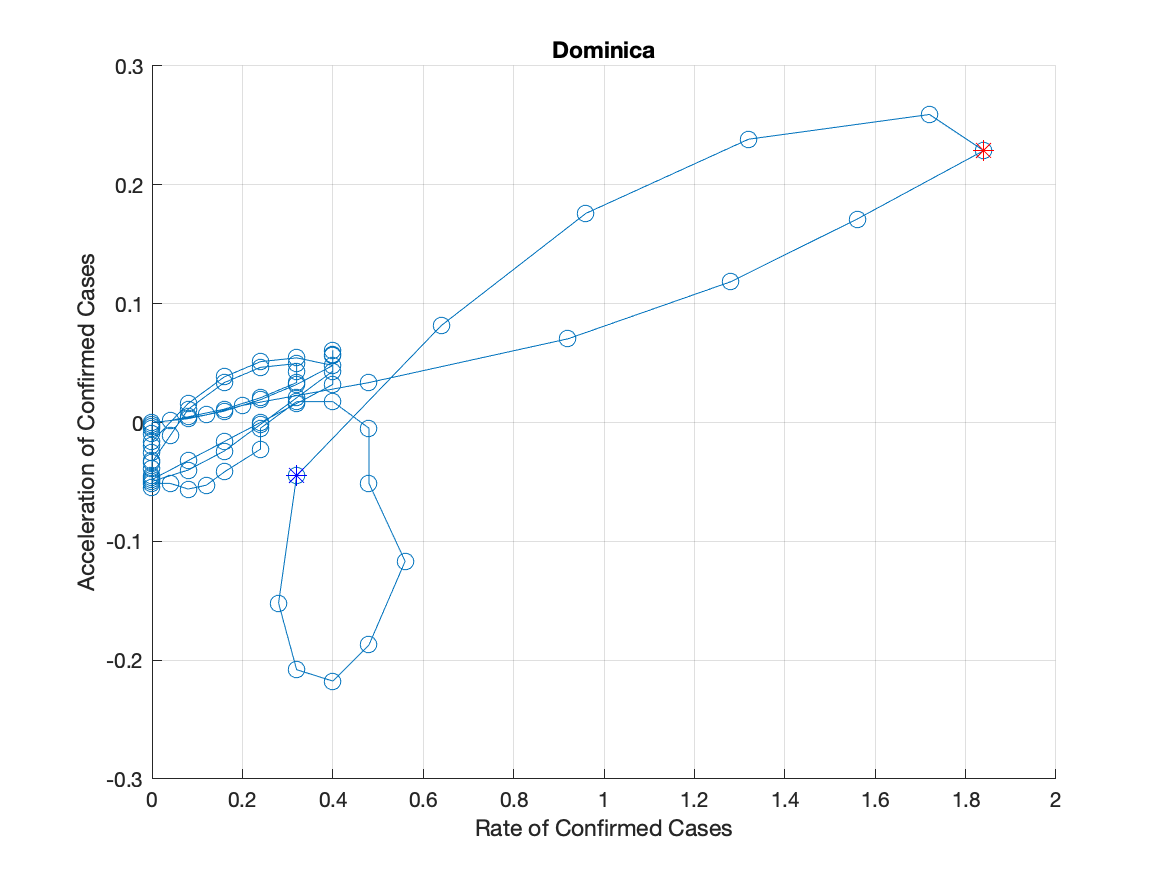 Dominica
0.3
0.2
0.1
0
-0.1
-0.2
-0.3
Acceleration of Confirmed Cases
0 0.2 0.4 0.6 0.8 1 1.2 1.4 1.6 1.8 2
Rate of Confirmed Cases